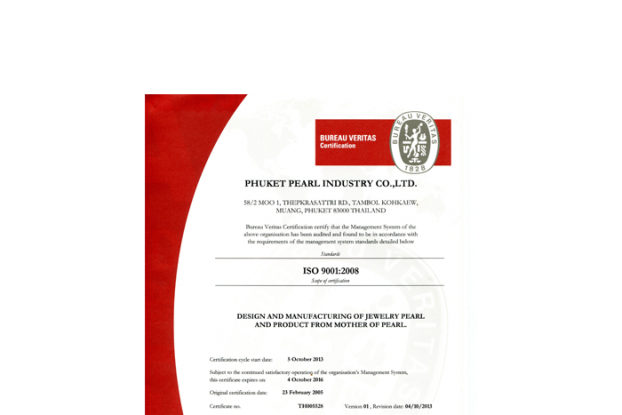 BUREAU VERITAS
Certification
BUREAU VERITAS
1828
PHUKET PEARL INDUSTRY CO.,LTD.
58/2 MOO 1, THEPKRASATTRI RD., TAMBOL KOHKAEW,
MUANG, PHUKET 83000 THAILAND
Bureau Veritas Certification certify that the Management System of the
above organisation has been audited and found to be in accordance with
the requirements of the management system standards detailed below
Standards
ISO 9001:2008
Scope of certification
DESIGN AND MANUFACTURING OF JEWELRY PEARL
AND PRODUCT FROM MOTHER OF PEARL.
Certification cycle start date: 5 October 2013
Subject to the continued satisfactory operating of the organisation's Management System,
this certificate expires on: 4 October 2016
Original certification date: 23 February 2005
Certificate no. TH005528 Version 01 , Revision date: 04/10/2013